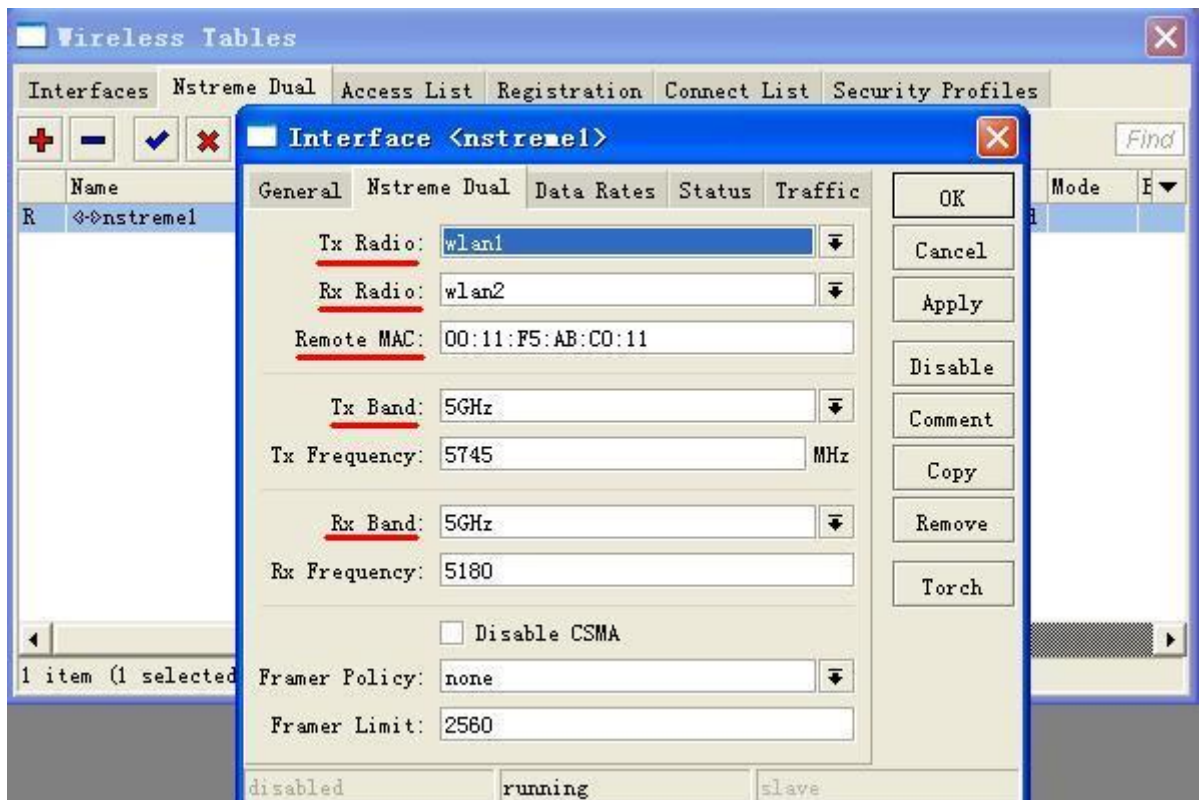 Wireless Tables
Interfaces Nstreme Dual Access List Registration Connect List Security Profiles
Find
Name Mode
R nstreme1
1 item (1 selected
Interface <nstreme1>
General Nstreme Dual Data Rates Status Traffic
Tx Radio: wlan1
Rx Radio: wlan2
Remote MAC: 00:11:F5:AB:C0:11
Tx Band: 5GHz
Tx Frequency: 5745 MHz
Rx Band: 5GHz
Rx Frequency: 5180
Disable CSMA
Framer Policy: none
Framer Limit: 2560
disabled running slave
OK
Cancel
Apply
Disable
Comment
Copy
Remove
Torch